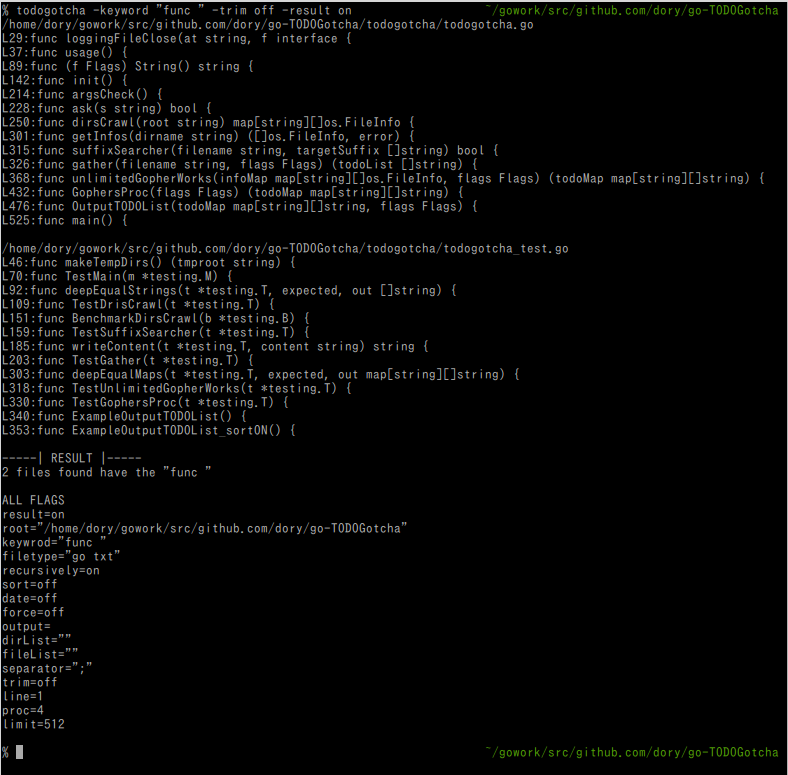 % todogotcha -keyword "func " -trim off -result on ~/gowork/src/github.com/dory/go-TODOGotcha
/home/dory/gowork/src/github.com/dory/go-TODOGotcha/todogotcha/todogotcha.go
L29:func loggingFileClose(at string, f interface {
L37:func usage() {
L89:func (f Flags) String() string {
L142:func init() {
L214:func argsCheck() {
L228:func ask(s string) bool {
L250:func dirsCrawl(root string) map[string][]os.FileInfo {
L301:func getInfos(dirname string) ([]os.FileInfo, error) {
L315:func suffixSearcher(filename string, targetSuffix []string) bool {
L326:func gather(filename string, flags Flags) (todoList []string) {
L368:func unlimitedGopherWorks(infoMap map[string][]os.FileInfo, flags Flags) (todoMap map[string][]string) {
L432:func GophersProc(flags Flags) (todoMap map[string][]string) {
L476:func OutputTODOList(todoMap map[string][]string, flags Flags) {
L525:func main() {
/home/dory/gowork/src/github.com/dory/go-TODOGotcha/todogotcha/todogotcha_test.go
L46:func makeTempDirs() (tmproot string) {
L70:func TestMain(m *testing.M) {
L92:func deepEqualStrings(t *testing.T, expected, out []string) {
L109:func TestDrisCrawl(t *testing.T) {
L151:func BenchmarkDirsCrawl(b *testing.B) {
L159:func TestSuffixSearcher(t *testing.T) {
L185:func writeContent(t *testing.T, content string) string {
L203:func TestGather(t *testing.T) {
L303:func deepEqualMaps(t *testing.T, expected, out map[string][]string) {
L318:func TestUnlimitedGopherWorks(t *testing.T) {
L330:func TestGophersProc(t *testing.T) {
L340:func ExampleOutputTODOList() {
L353:func ExampleOutputTODOList_sortON() {
-----| RESULT |-----
2 files found have the "func "
ALL FLAGS
result=on
root="/home/dory/gowork/src/github.com/dory/go-TODOGotcha"
keywrod="func "
filetype="go txt"
recursively=on
sort=off
date=off
force=off
output=
dirList=""
fileList=""
separator=";"
trim=off
line=1
proc=4
limit=512
% ~/gowork/src/github.com/dory/go-TODOGotcha